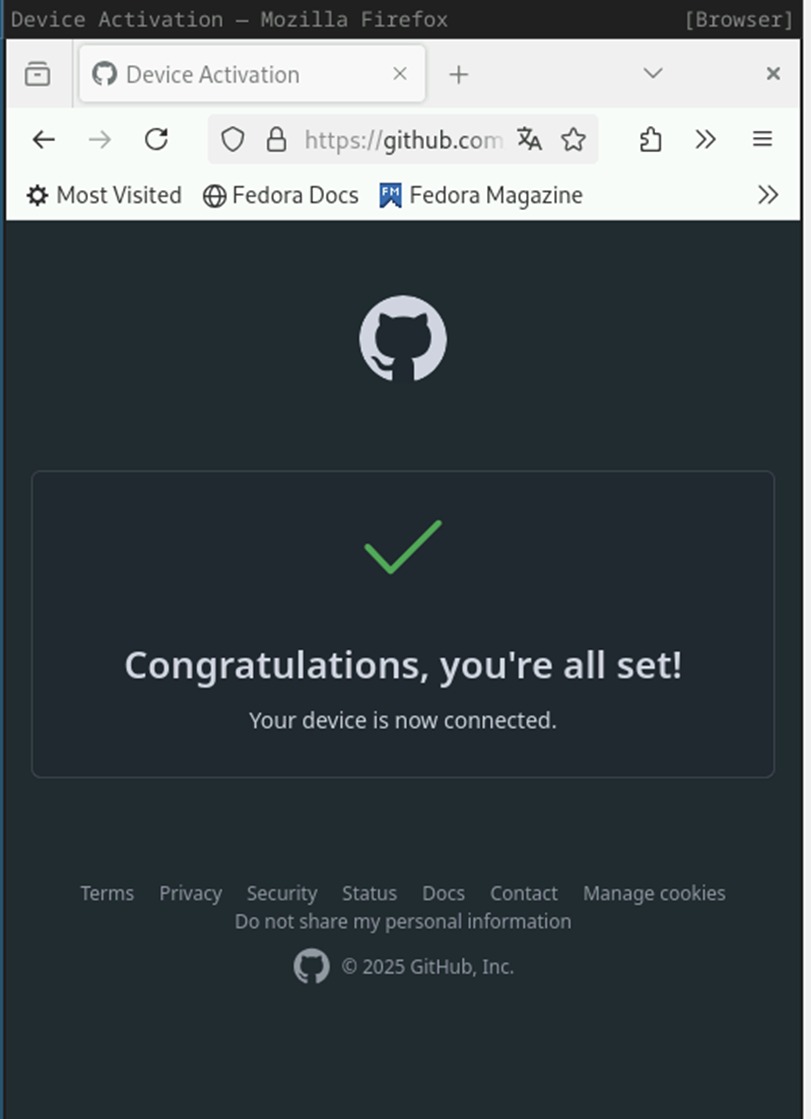 Device Activation — Mozilla Firefox [Browser]
Device Activation
https://github.com
Most Visited Fedora Docs FM Fedora Magazine
Congratulations, you're all set!
Your device is now connected.
Terms Privacy Security Status Docs Contact Manage cookies
Do not share my personal information
© 2025 GitHub, Inc.